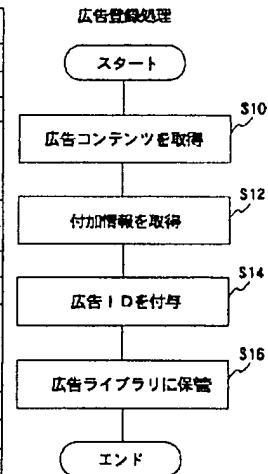 広告登録処理
スタート
S10
広告コンテンツを取得
S12
付加情報を取得
S14
広告IDを付与
S16
広告ライブラリに保管
エンド